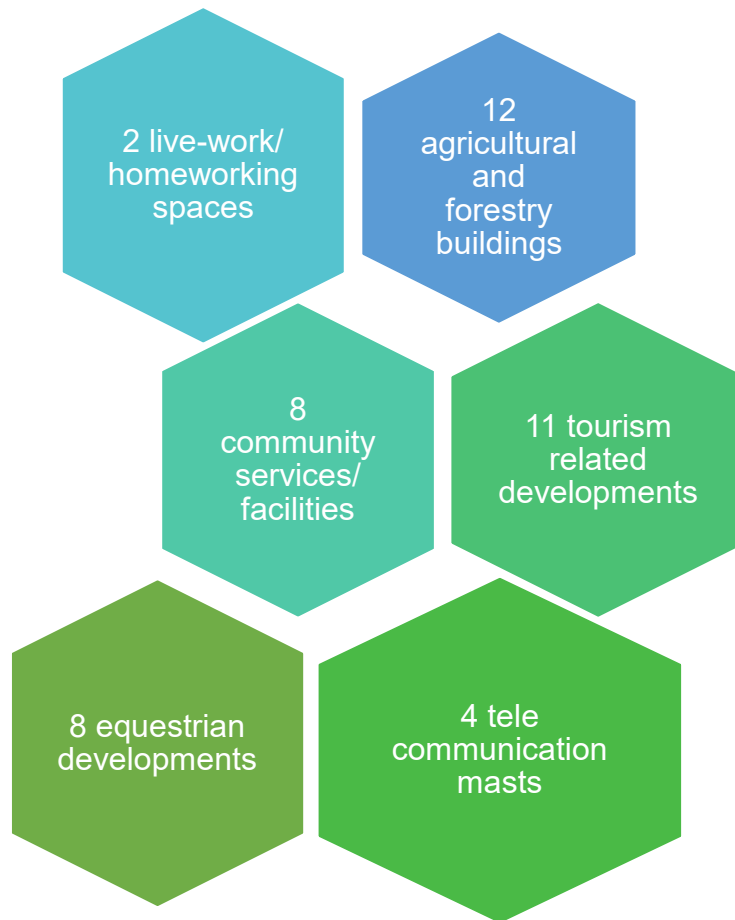 2 live-work/
homeworking
spaces
12
agricultural
and
forestry
buildings
8
community
services/
facilities
11 tourism
related
developments
8 equestrian
developments
4 tele
communication
masts